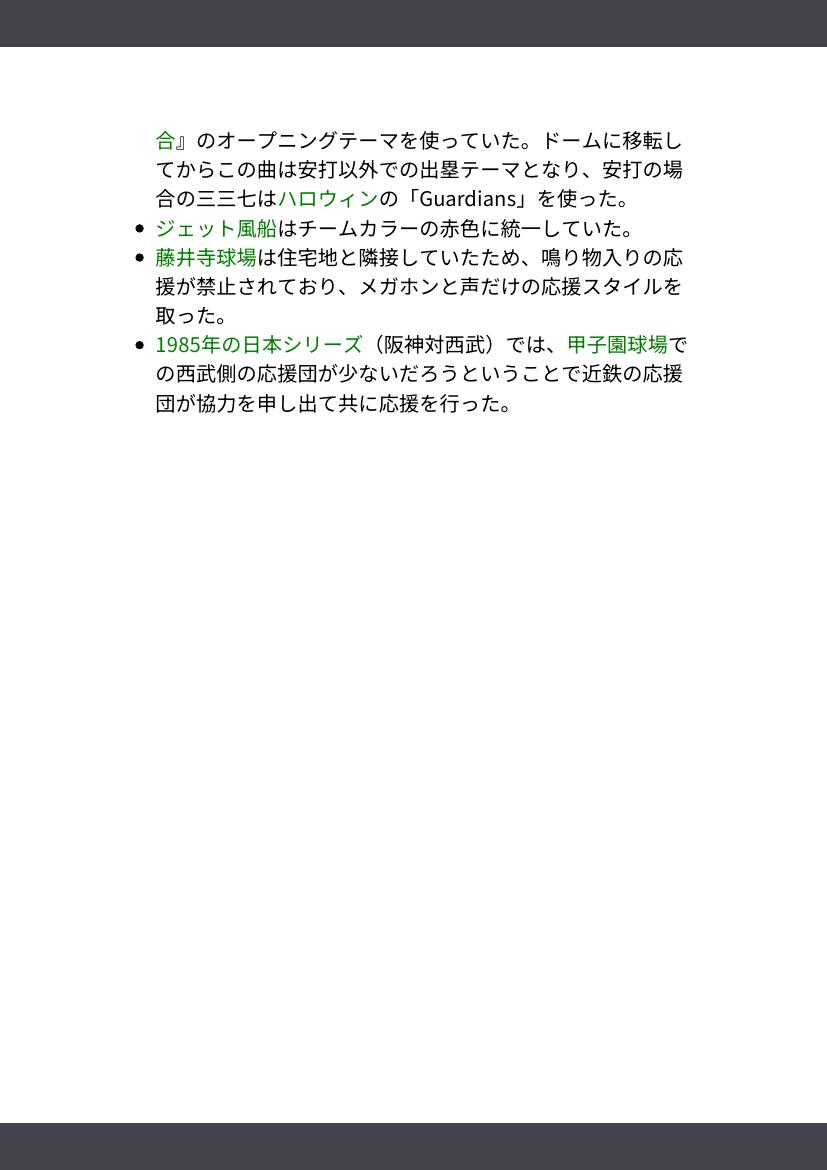 合』のオープニングテーマを使っていた。ドームに移転し
てからこの曲は安打以外での出塁テーマとなり、安打の場
合の三三七はハロウィンの「Guardians」を使った。
● ジェット風船はチームカラーの赤色に統一していた。
● 藤井寺球場は住宅地と隣接していたため、鳴り物入りの応
援が禁止されており、メガホンと声だけの応援スタイルを
取った。
● 1985年の日本シリーズ（阪神対西武）では、甲子園球場で
の西武側の応援団が少ないだろうということで近鉄の応援
団が協力を申し出て共に応援を行った。